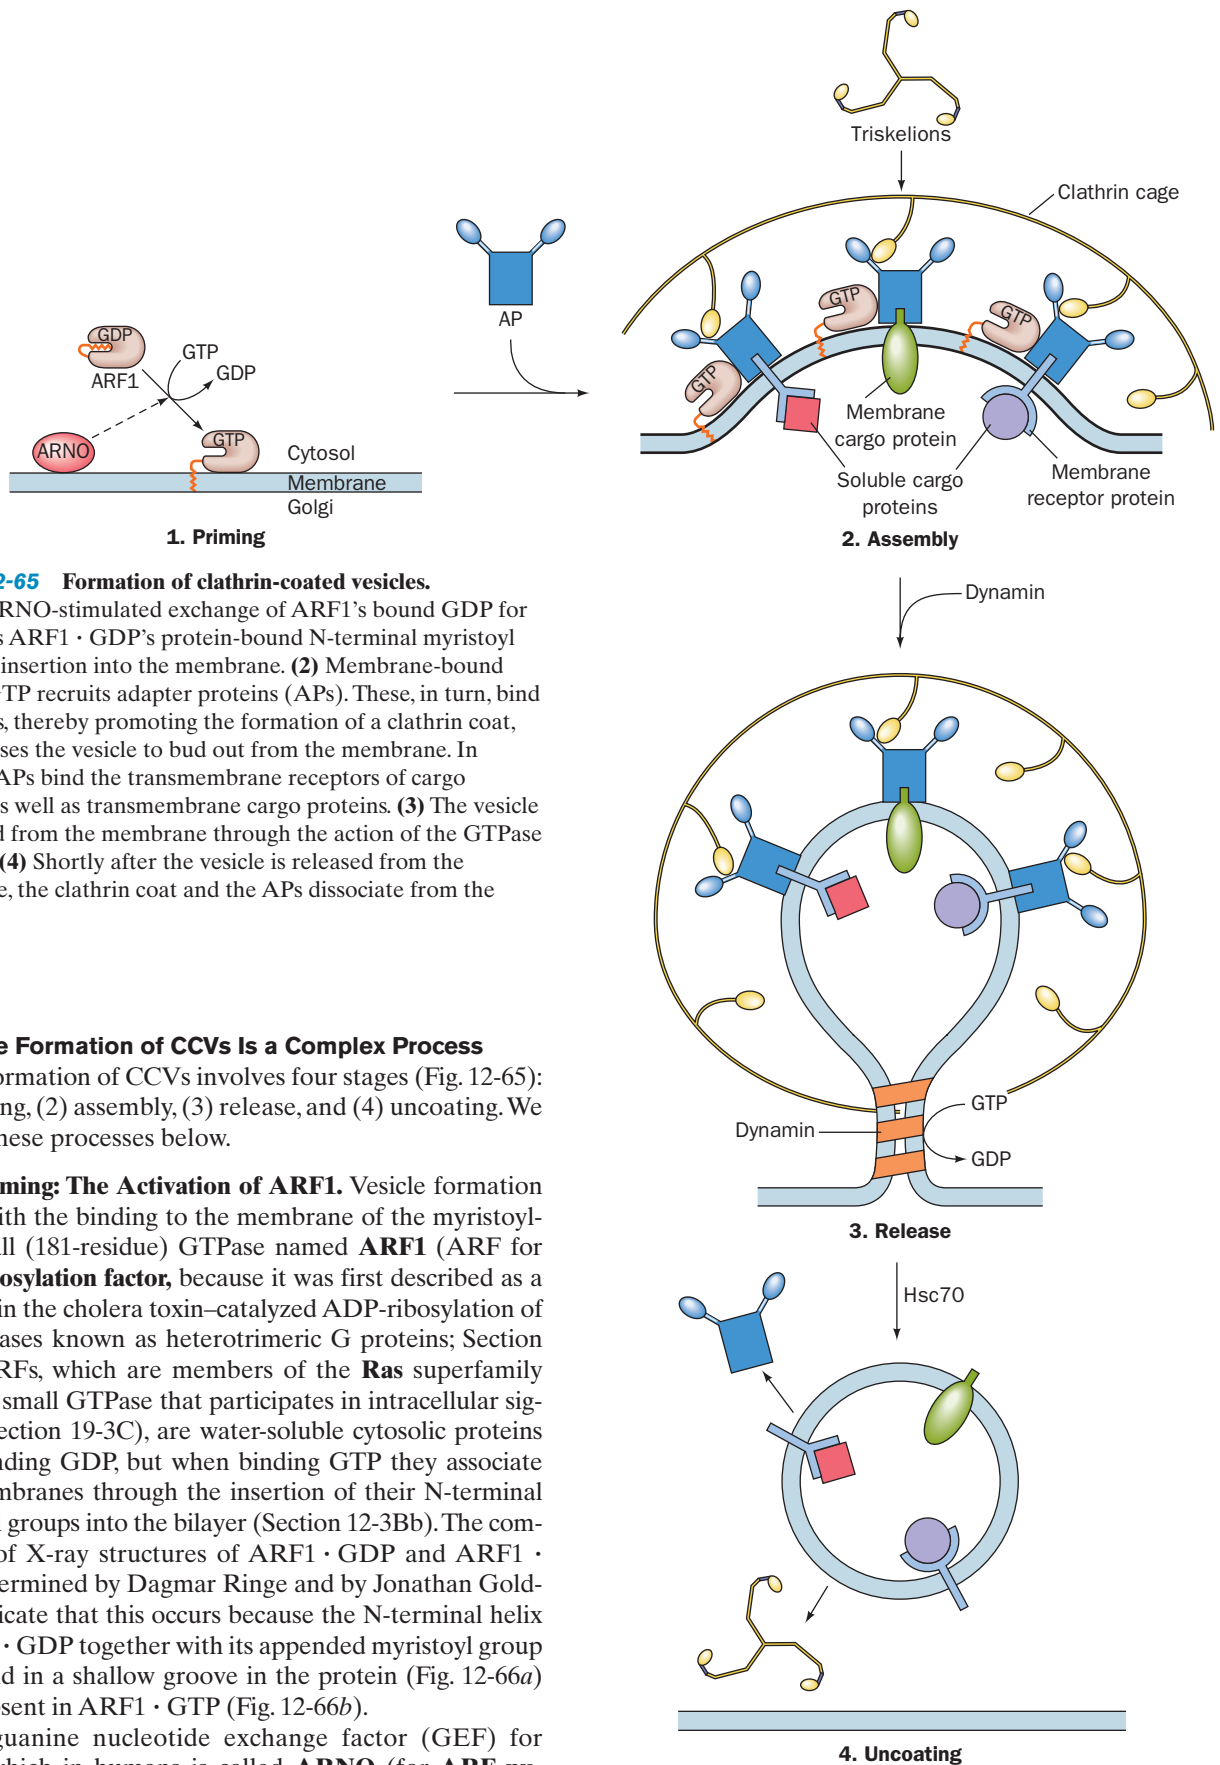 Triskelions
Clathrin cage
AP
GDP
ARF1
GTP
GDP
ARNO
GTP
Cytosol
Membrane
Golgi
1. Priming
GTP
GTP
GTP
Membrane
cargo protein
Soluble cargo
proteins
Membrane
receptor protein
2. Assembly
Dynamin
GTP
Dynamin
GDP
3. Release
Hsc70
4. Uncoating
2-65 Formation of clathrin-coated vesicles.
RNO-stimulated exchange of ARF1's bound GDP for
s ARF1 · GDP's protein-bound N-terminal myristoyl
insertion into the membrane. (2) Membrane-bound
GTP recruits adapter proteins (APs). These, in turn, bind
s, thereby promoting the formation of a clathrin coat,
ses the vesicle to bud out from the membrane. In
APs bind the transmembrane receptors of cargo
s well as transmembrane cargo proteins. (3) The vesicle
d from the membrane through the action of the GTPase
(4) Shortly after the vesicle is released from the
e, the clathrin coat and the APs dissociate from the
e Formation of CCVs Is a Complex Process
ormation of CCVs involves four stages (Fig. 12-65):
ng, (2) assembly, (3) release, and (4) uncoating. We
hese processes below.
ming: The Activation of ARF1. Vesicle formation
ith the binding to the membrane of the myristoyl-
all (181-residue) GTPase named ARF1 (ARF for
osylation factor, because it was first described as a
in the cholera toxin–catalyzed ADP-ribosylation of
ases known as heterotrimeric G proteins; Section
RFs, which are members of the Ras superfamily
small GTPase that participates in intracellular sig-
ection 19-3C), are water-soluble cytosolic proteins
nding GDP, but when binding GTP they associate
mbranes through the insertion of their N-terminal
l groups into the bilayer (Section 12-3Bb). The com-
of X-ray structures of ARF1 · GDP and ARF1 ·
termined by Dagmar Ringe and by Jonathan Gold-
icate that this occurs because the N-terminal helix
· GDP together with its appended myristoyl group
d in a shallow groove in the protein (Fig. 12-66a)
sent in ARF1 · GTP (Fig. 12-66b).
guanine nucleotide exchange factor (GEF) for
which in humans is called ARNO (for ARF